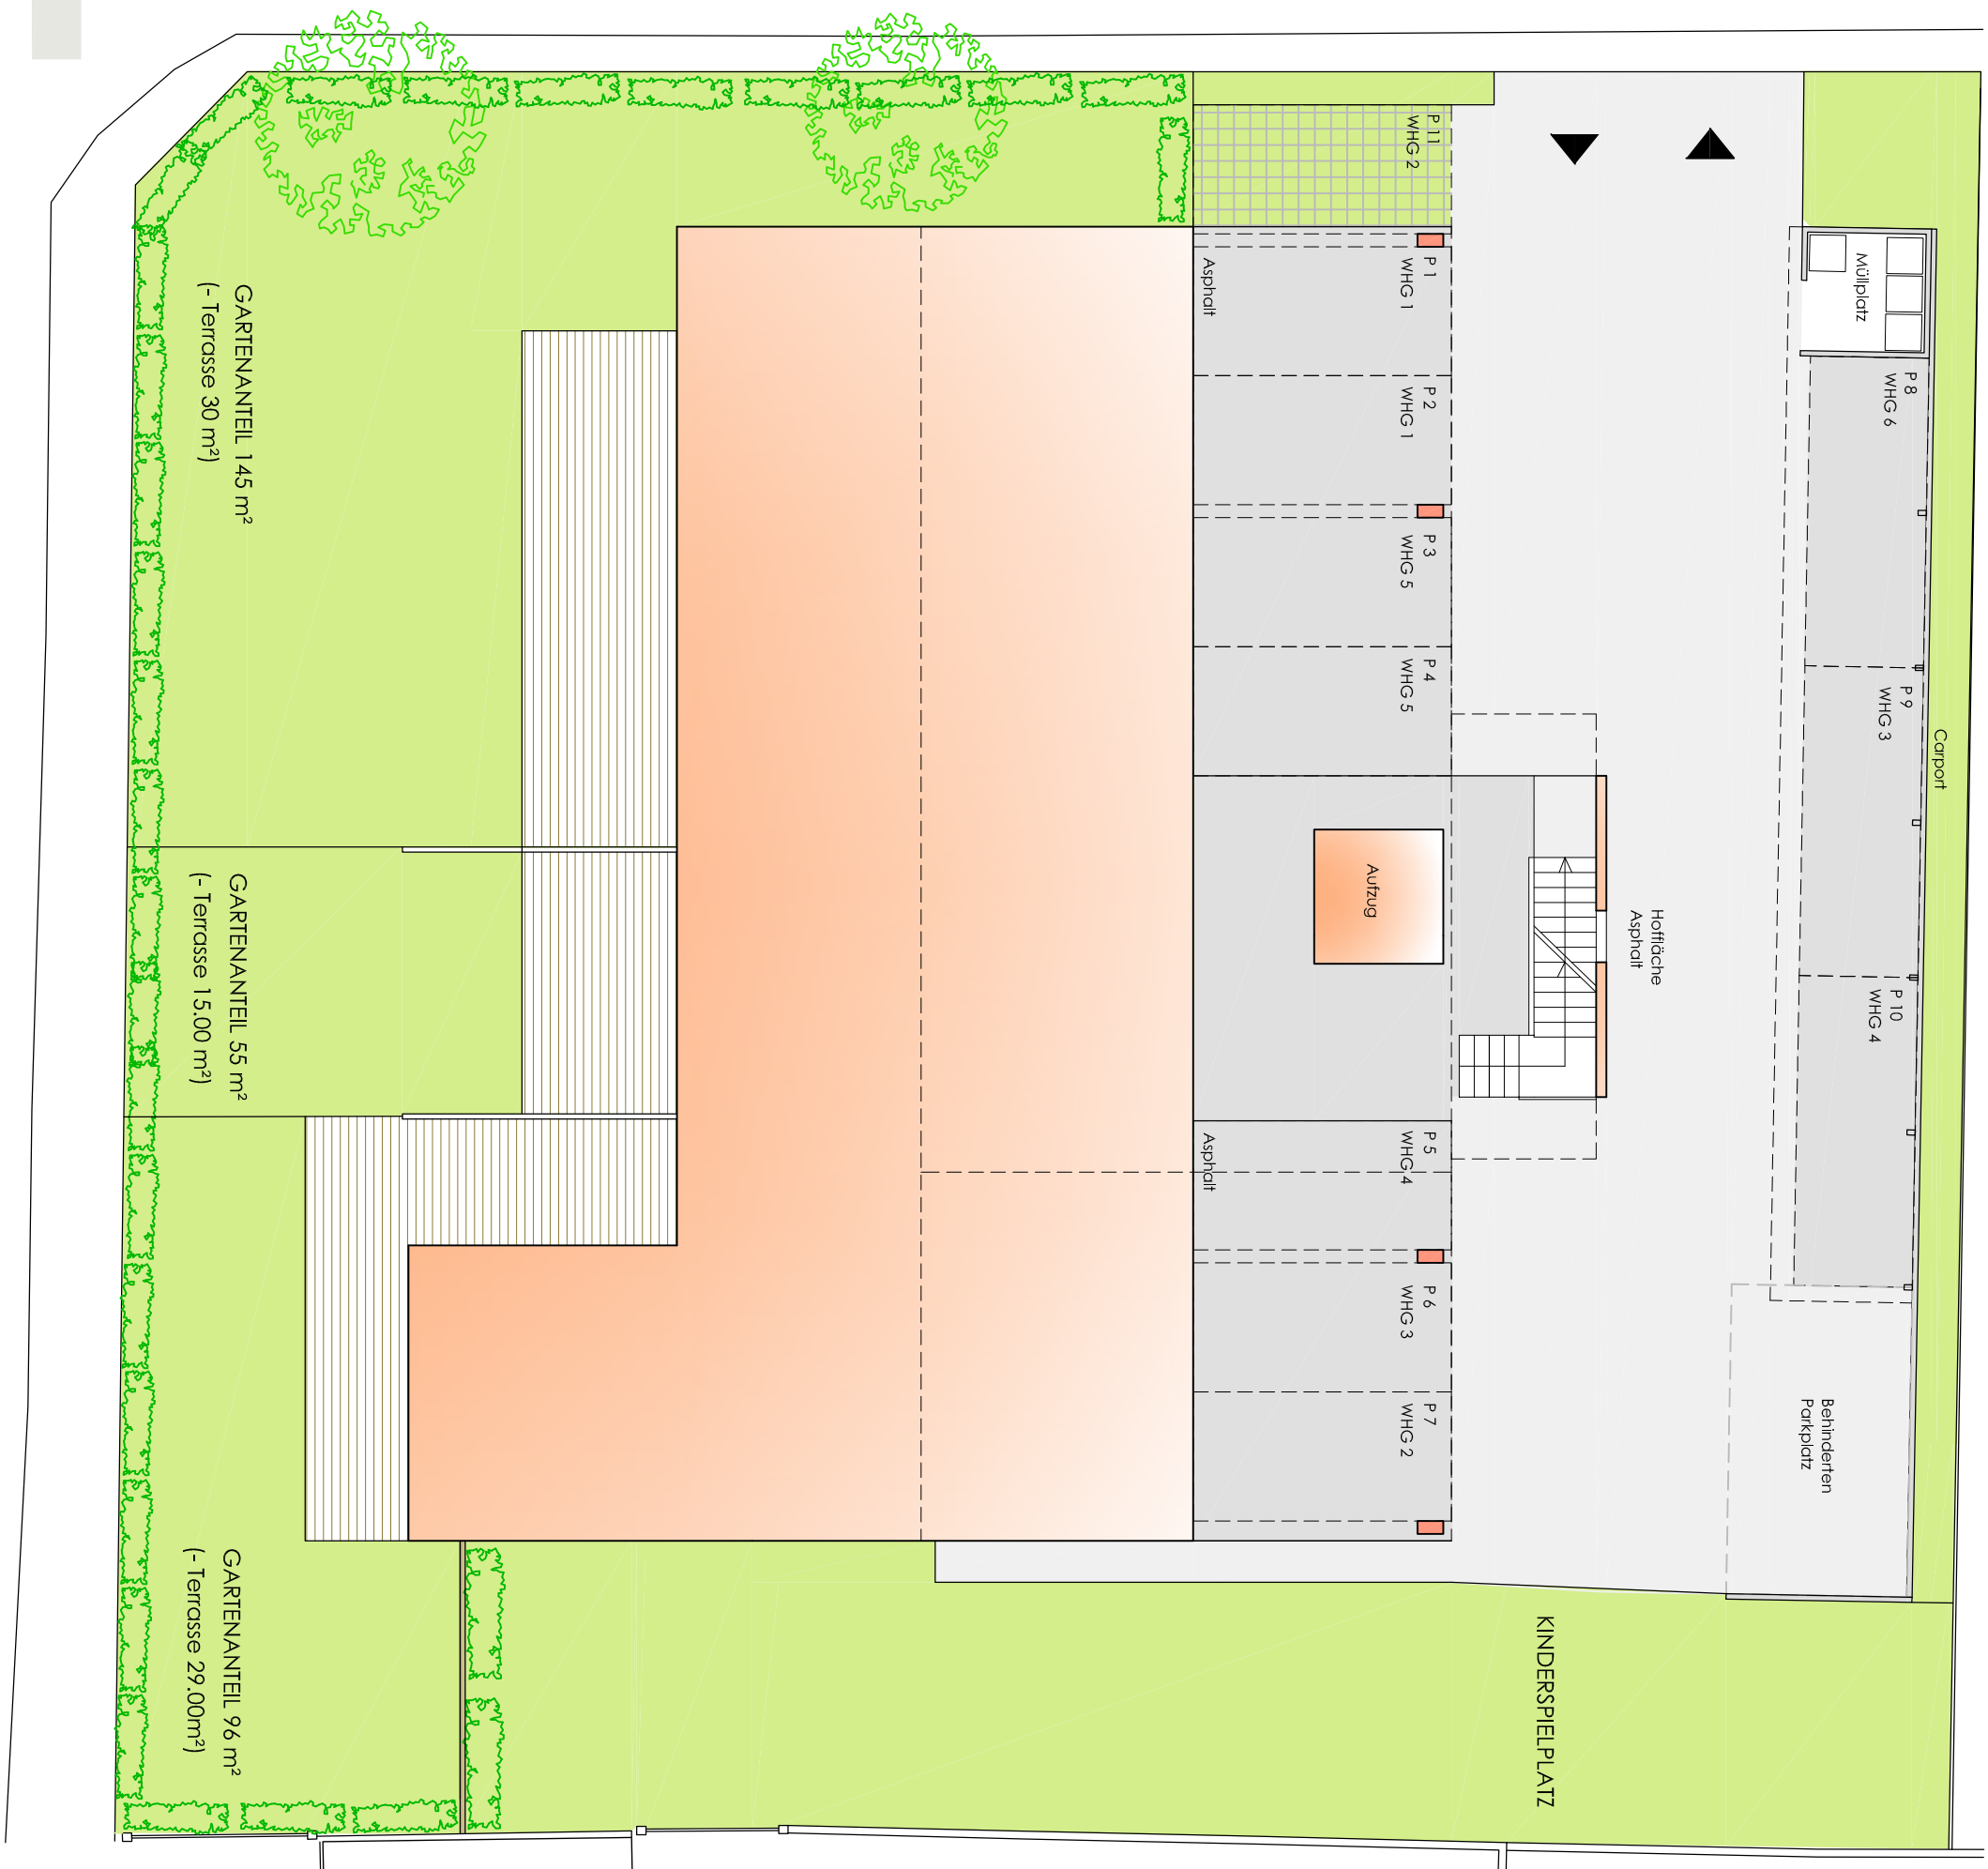 P 11
WHG 2
P 1
WHG 1
Asphalt
P 2
WHG 1
P 3
WHG 5
P 4
WHG 5
Aufzug
Hoffläche
Asphalt
P 5
WHG 4
Asphalt
P 6
WHG 3
P 7
WHG 2
Müllplatz
P 8
WHG 6
P 9
WHG 3
Carport
P 10
WHG 4
Behinderten
Parkplatz
KINDERSPIELPLATZ
GARTENANTEIL 145 m²
(- Terrasse 30 m²)
GARTENANTEIL 55 m²
(- Terrasse 15.00 m²)
GARTENANTEIL 96 m²
(- Terrasse 29.00m²)